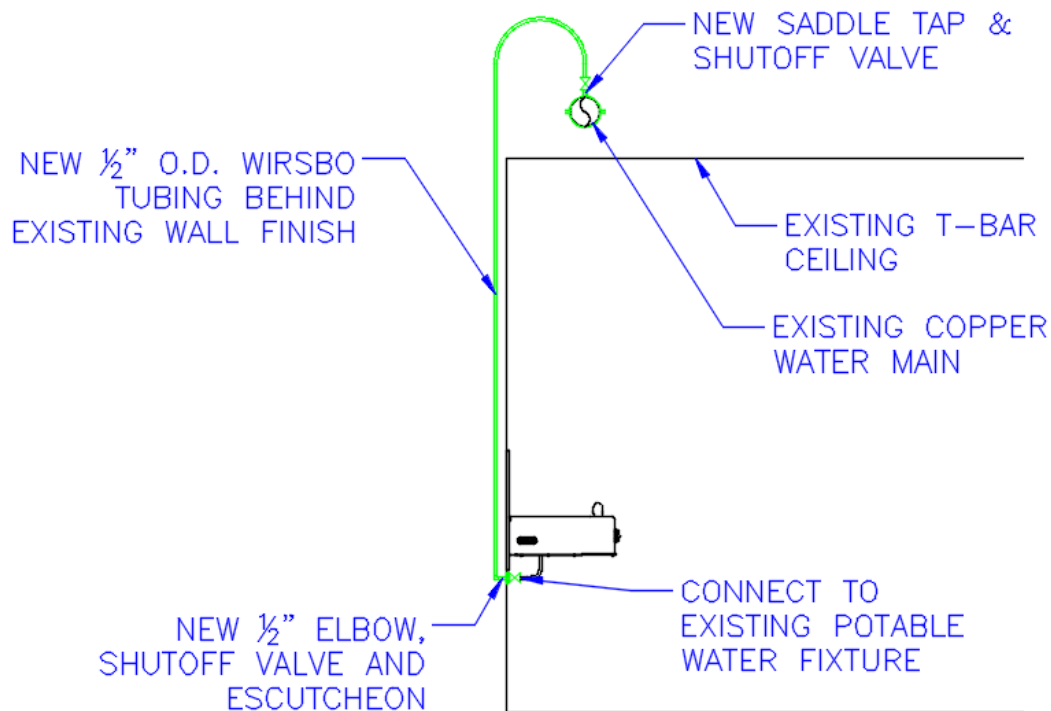 NEW SADDLE TAP &
SHUTOFF VALVE
NEW ½” O.D. WIRSBO
TUBING BEHIND
EXISTING WALL FINISH
EXISTING T-BAR
CEILING
EXISTING COPPER
WATER MAIN
CONNECT TO
EXISTING POTABLE
WATER FIXTURE
NEW ½” ELBOW,
SHUTOFF VALVE AND
ESCUTCHEON